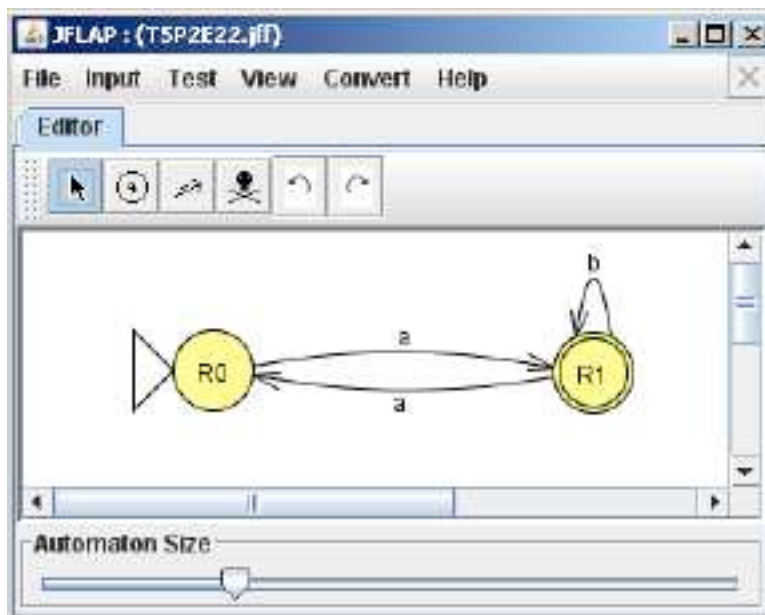 JFLAP : (T5P2E22.jff)
File Input Test View Convert Help
Editor
b
a
R0 R1
a
Automaton Size